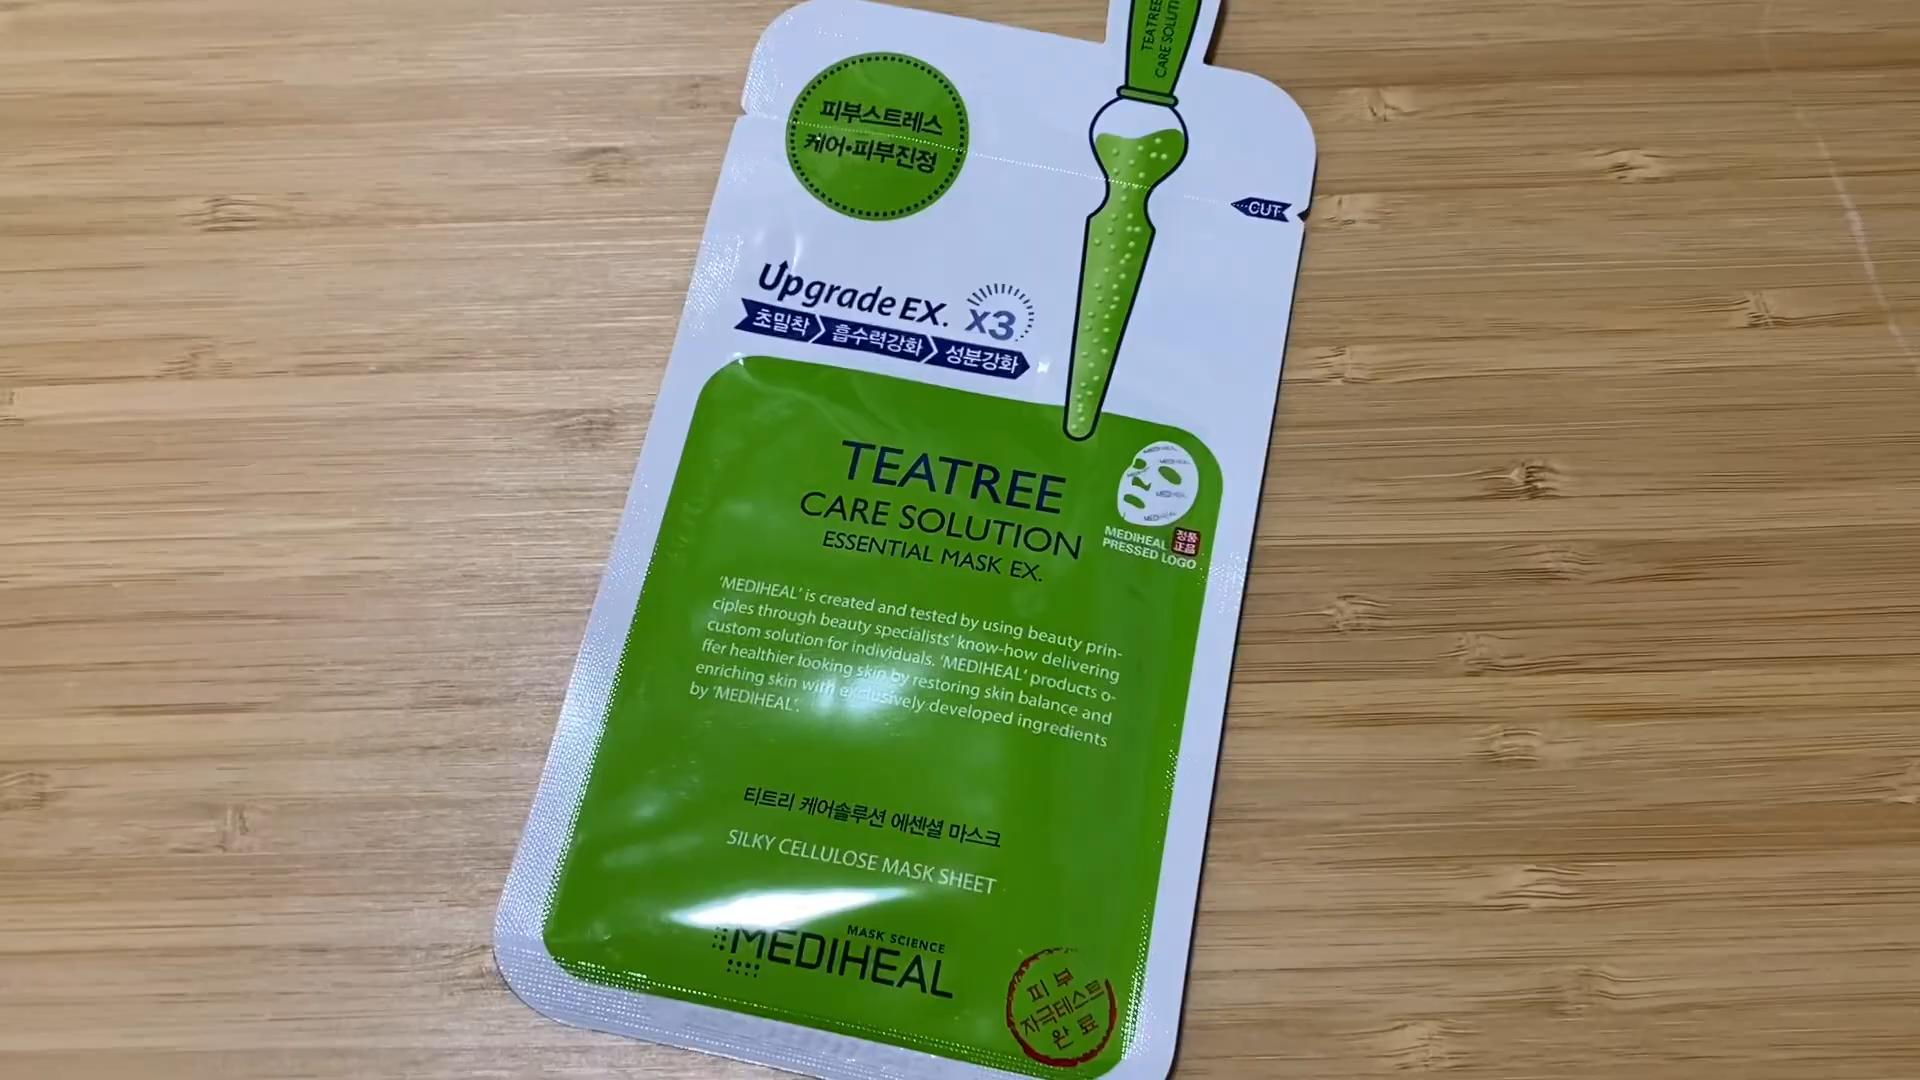 TEATREE
CARE SOLUTI
피부스트레스
케어•피부진정
CUT
Upgrade EX. x3
초밀착 흡수력강화 성분강화
TEATREE
CARE SOLUTION
ESSENTIAL MASK EX.
MEDIHEAL
PRESSED LOGO
정품
正品
'MEDIHEAL' is created and tested by using beauty prin-
ciples through beauty specialists' know-how delivering
custom solution for individuals. 'MEDIHEAL' products o-
ffer healthier looking skin by restoring skin balance and
enriching skin with exclusively developed ingredients
by 'MEDIHEAL'.
티트리 케어솔루션 에센셜 마스크
SILKY CELLULOSE MASK SHEET
MASK SCIENCE
MEDIHEAL
피부
자극테스트
완료